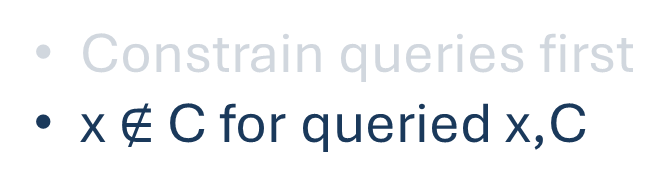 • Constrain queries first
• x ∉ C for queried x,C